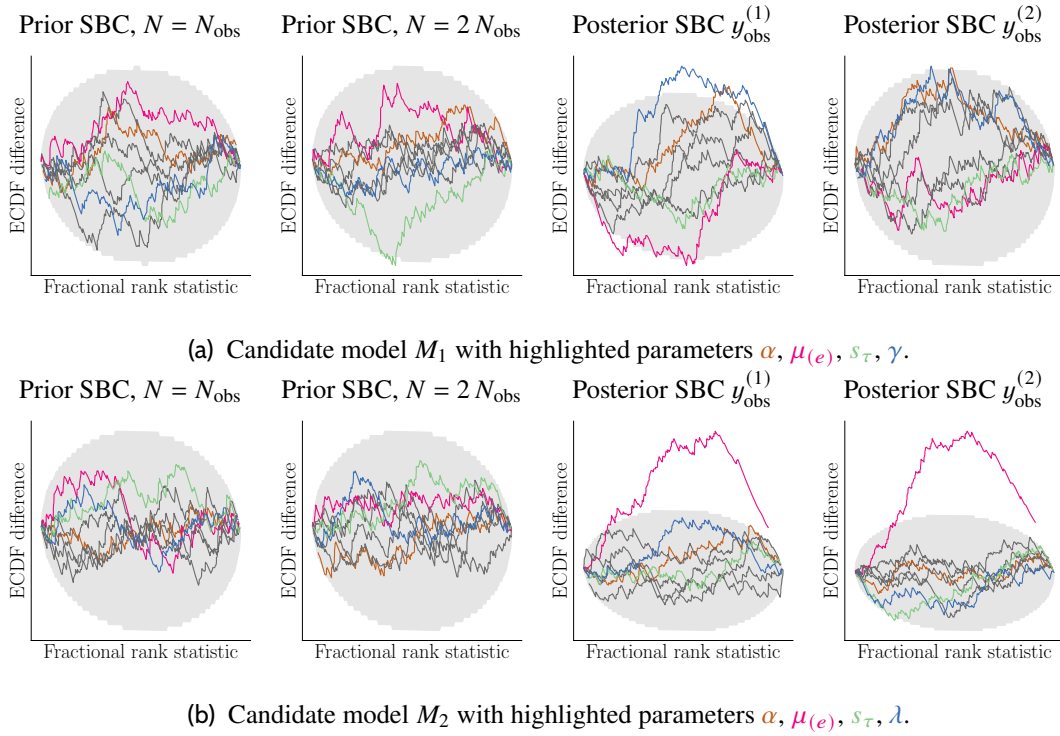 Prior SBC, N = N_obs
Prior SBC, N = 2 N_obs
Posterior SBC y_obs^(1)
Posterior SBC y_obs^(2)
ECDF difference
ECDF difference
ECDF difference
ECDF difference
Fractional rank statistic
Fractional rank statistic
Fractional rank statistic
Fractional rank statistic
(a) Candidate model M₁ with highlighted parameters α, μ₍ₑ₎, s_τ, γ.
Prior SBC, N = N_obs
Prior SBC, N = 2 N_obs
Posterior SBC y_obs^(1)
Posterior SBC y_obs^(2)
ECDF difference
ECDF difference
ECDF difference
ECDF difference
Fractional rank statistic
Fractional rank statistic
Fractional rank statistic
Fractional rank statistic
(b) Candidate model M₂ with highlighted parameters α, μ₍ₑ₎, s_τ, λ.